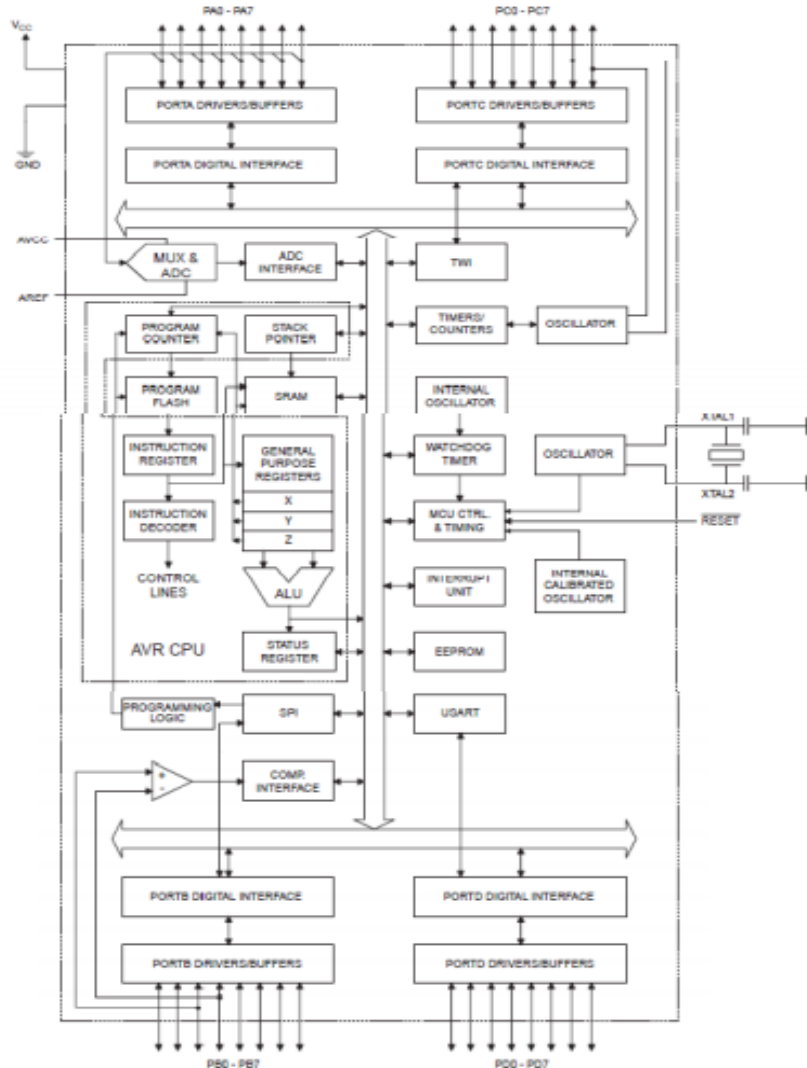 PA0 - PA7
PC0 - PC7
VCC
PORTA DRIVERS/BUFFERS
PORTC DRIVERS/BUFFERS
GND
PORTA DIGITAL INTERFACE
PORTC DIGITAL INTERFACE
AVCC
MUX &
ADC
ADC
INTERFACE
TWI
AREF
PROGRAM
COUNTER
STACK
POINTER
TIMERS/
COUNTERS
OSCILLATOR
PROGRAM
FLASH
SRAM
INTERNAL
OSCILLATOR
XTAL1
INSTRUCTION
REGISTER
GENERAL
PURPOSE
REGISTERS
WATCHDOG
TIMER
OSCILLATOR
XTAL2
X
INSTRUCTION
DECODER
Y
MCU CTRL.
& TIMING
RESET
Z
CONTROL
LINES
ALU
INTERRUPT
UNIT
INTERNAL
CALIBRATED
OSCILLATOR
AVR CPU
STATUS
REGISTER
EEPROM
PROGRAMMING
LOGIC
SPI
USART
+
-
COMP.
INTERFACE
PORTB DIGITAL INTERFACE
PORTD DIGITAL INTERFACE
PORTB DRIVERS/BUFFERS
PORTD DRIVERS/BUFFERS
PB0 - PB7
PD0 - PD7